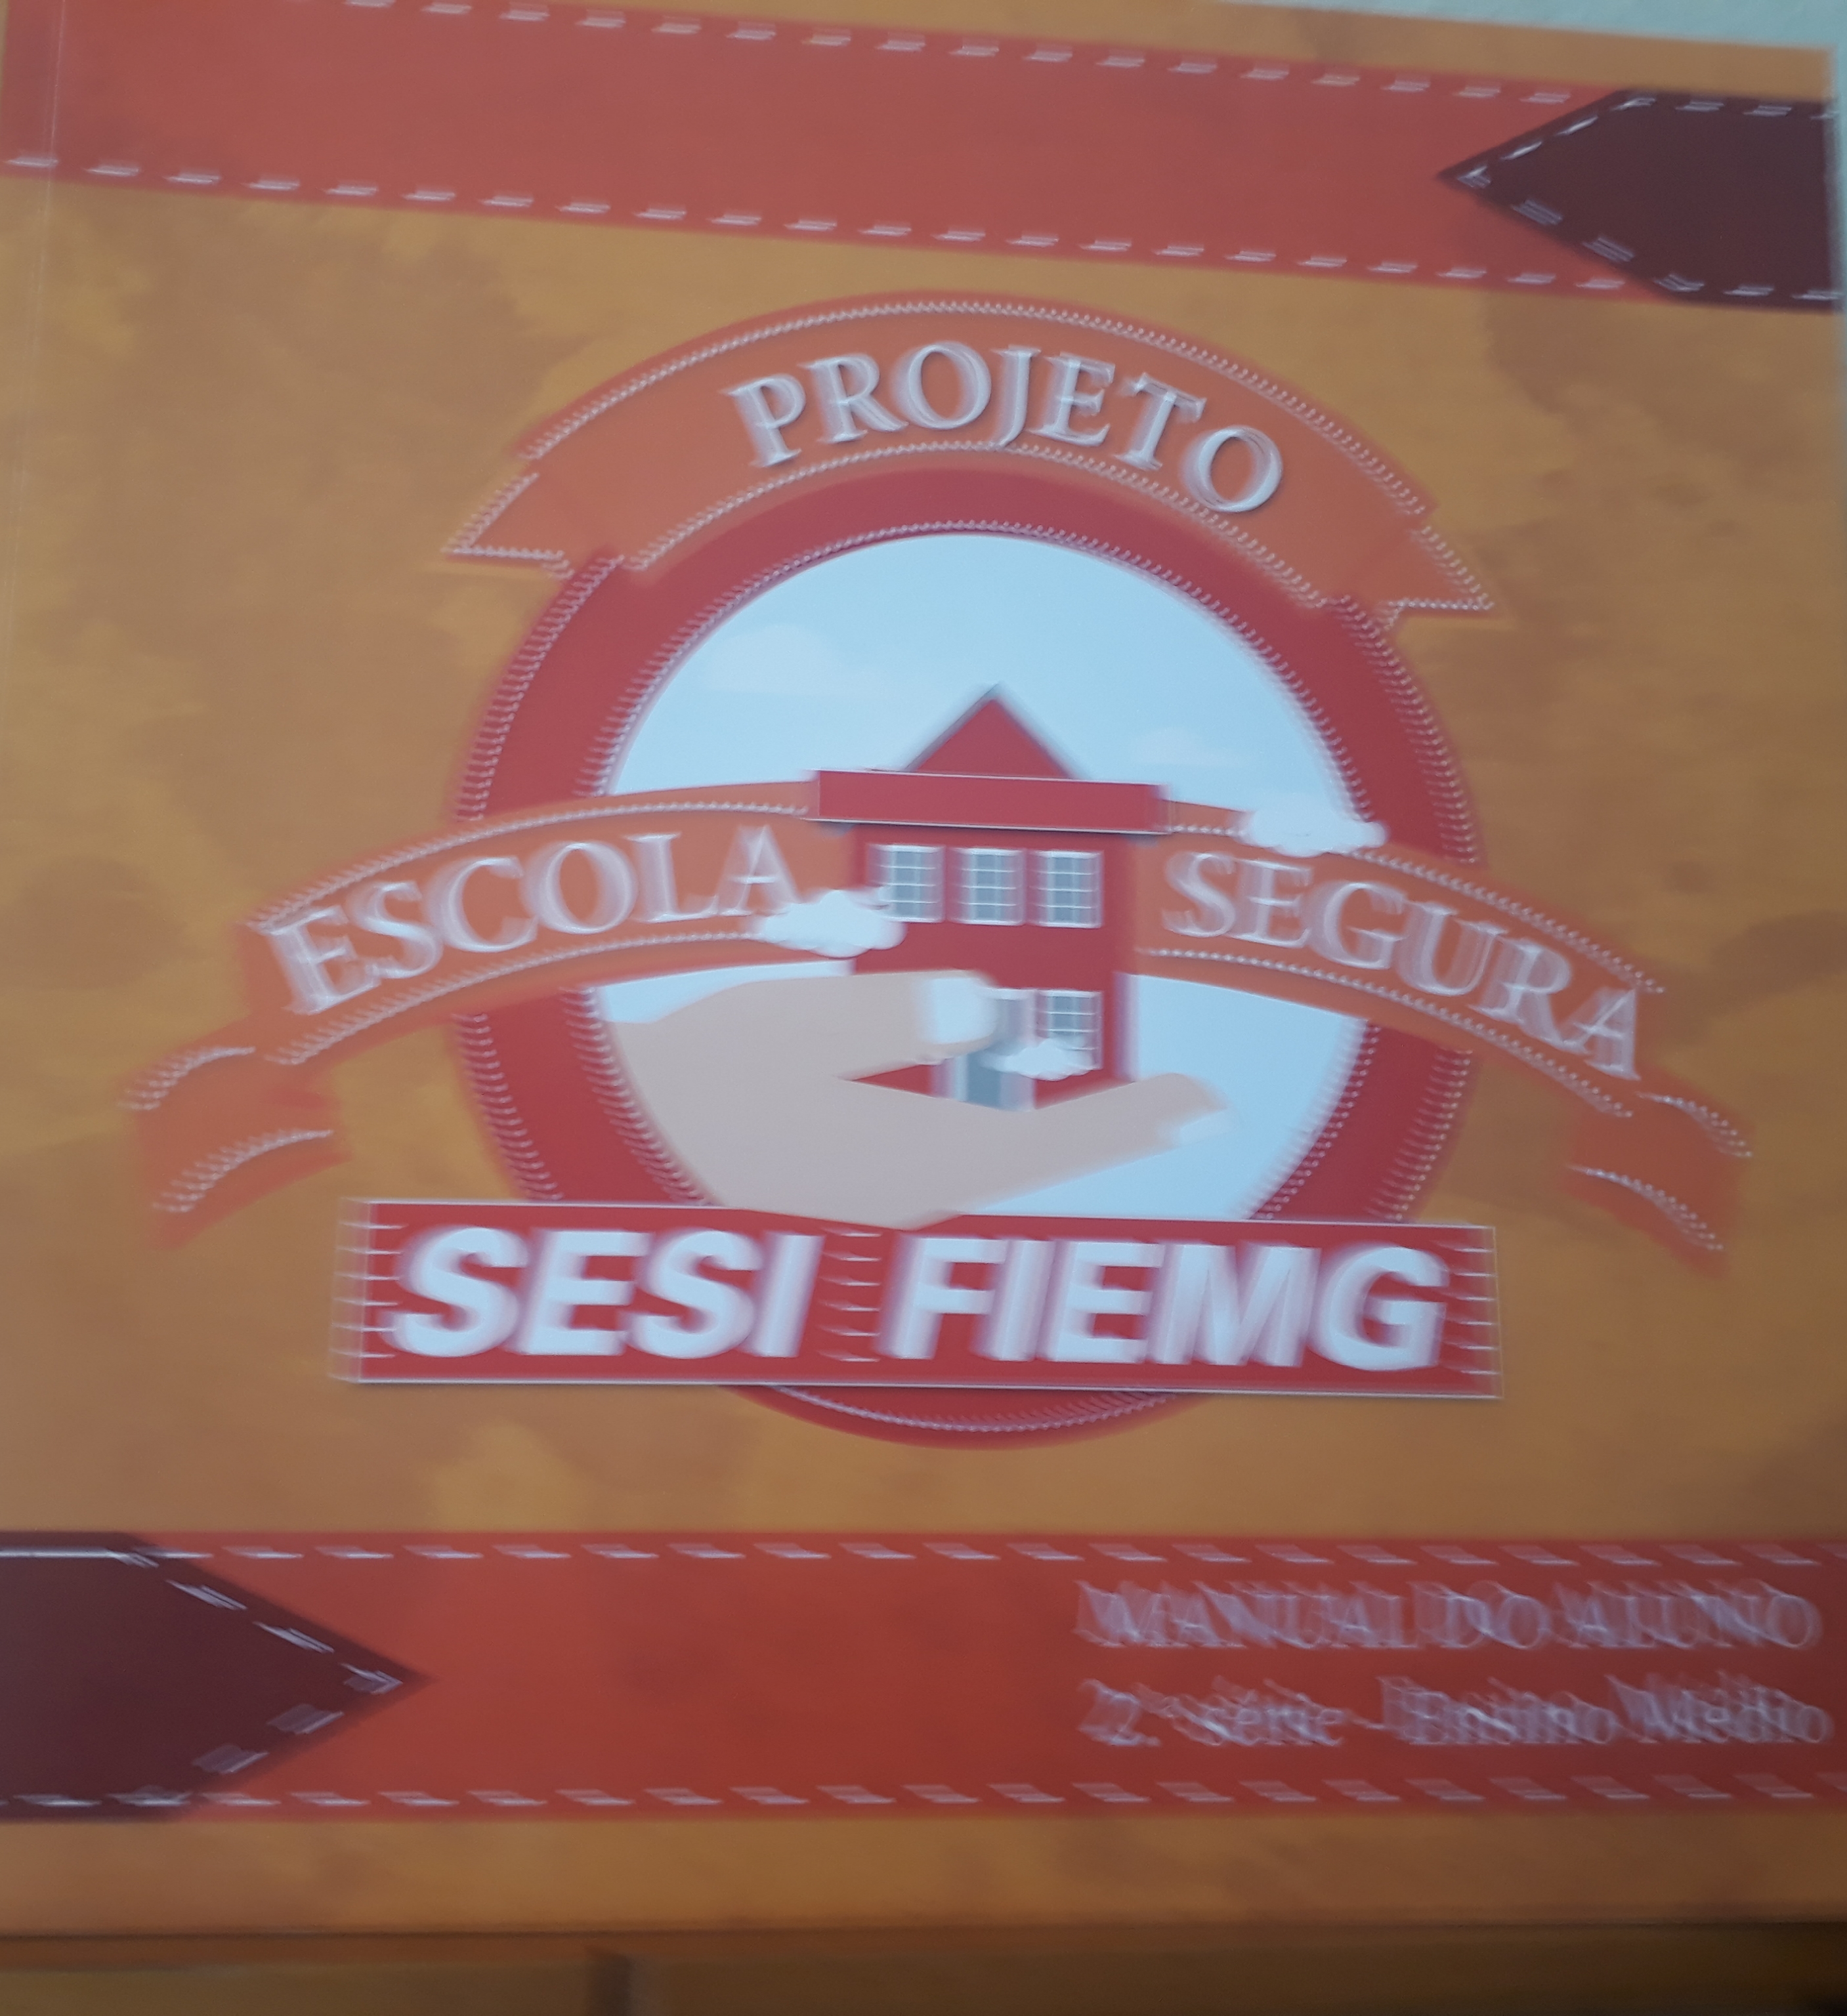 PROJETO
ESCOLA SEGURA
SESI FIEMG
MANUAL DO ALUNO
2.ª série - Ensino Médio